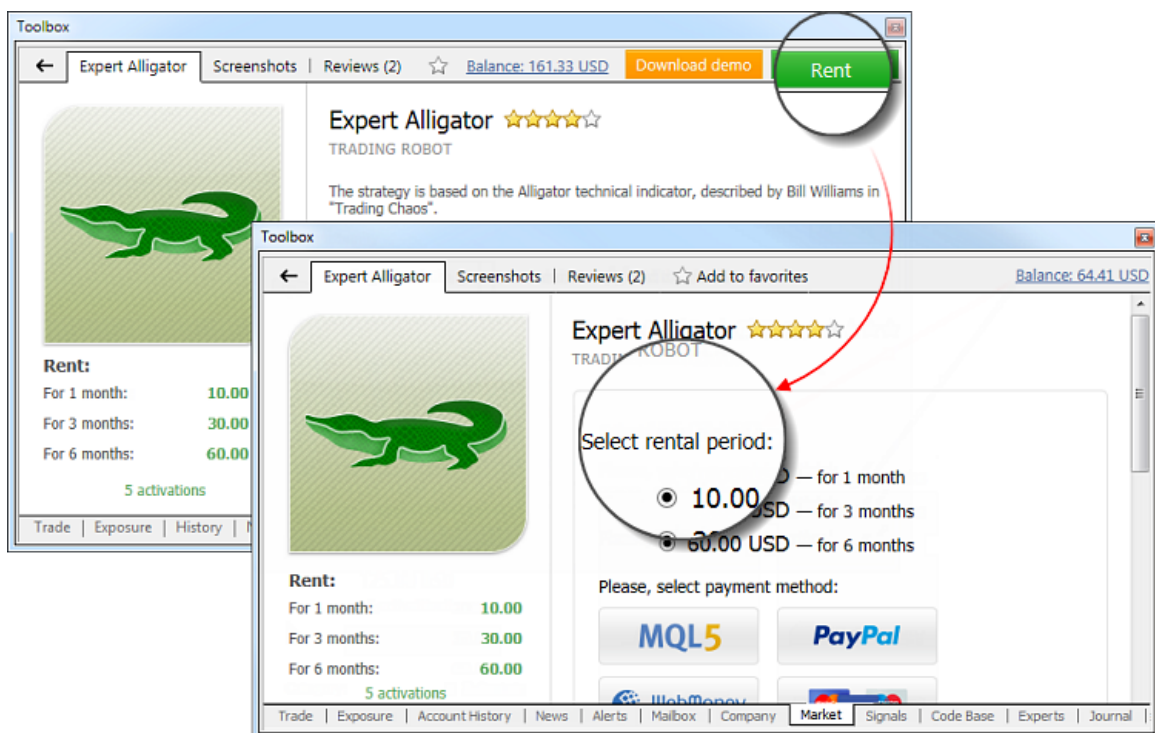 Toolbox
Expert Alligator Screenshots | Reviews (2) Balance: 161.33 USD Download demo Rent
Expert Alligator
TRADING ROBOT
The strategy is based on the Alligator technical indicator, described by Bill Williams in
"Trading Chaos".
Rent:
For 1 month: 10.00
For 3 months: 30.00
For 6 months: 60.00
5 activations
Trade | Exposure | History |
Toolbox
Expert Alligator Screenshots | Reviews (2) Add to favorites Balance: 64.41 USD
Expert Alligator
TRADING ROBOT
Select rental period:
10.00 USD — for 1 month
USD — for 3 months
60.00 USD — for 6 months
Please, select payment method:
MQL5 PayPal
WebMoney
Rent:
For 1 month: 10.00
For 3 months: 30.00
For 6 months: 60.00
5 activations
Trade | Exposure | Account History | News | Alerts | Mailbox | Company | Market | Signals | Code Base | Experts | Journal |